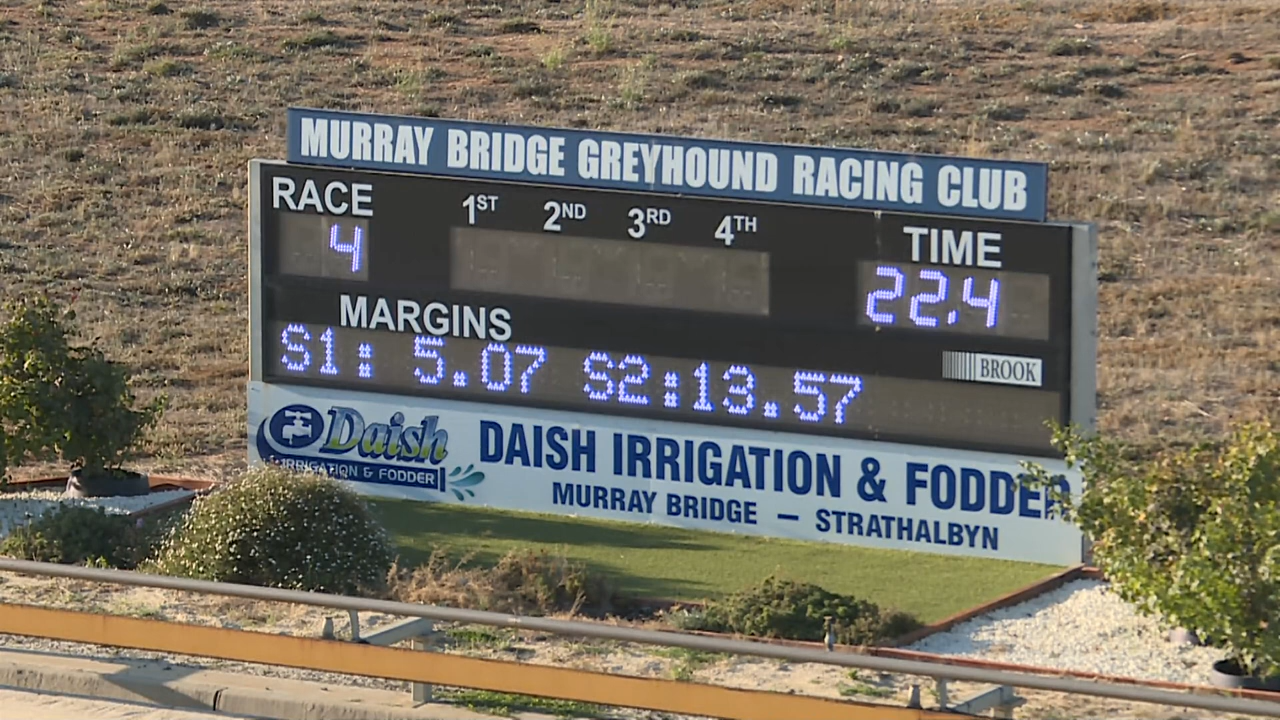 MURRAY BRIDGE GREYHOUND RACING CLUB
RACE 1ST 2ND 3RD 4TH TIME
4 22.4
MARGINS
S1: 5.07 S2:13.57
BROOK
Daish
IRRIGATION & FODDER
DAISH IRRIGATION & FODDER
MURRAY BRIDGE – STRATHALBYN